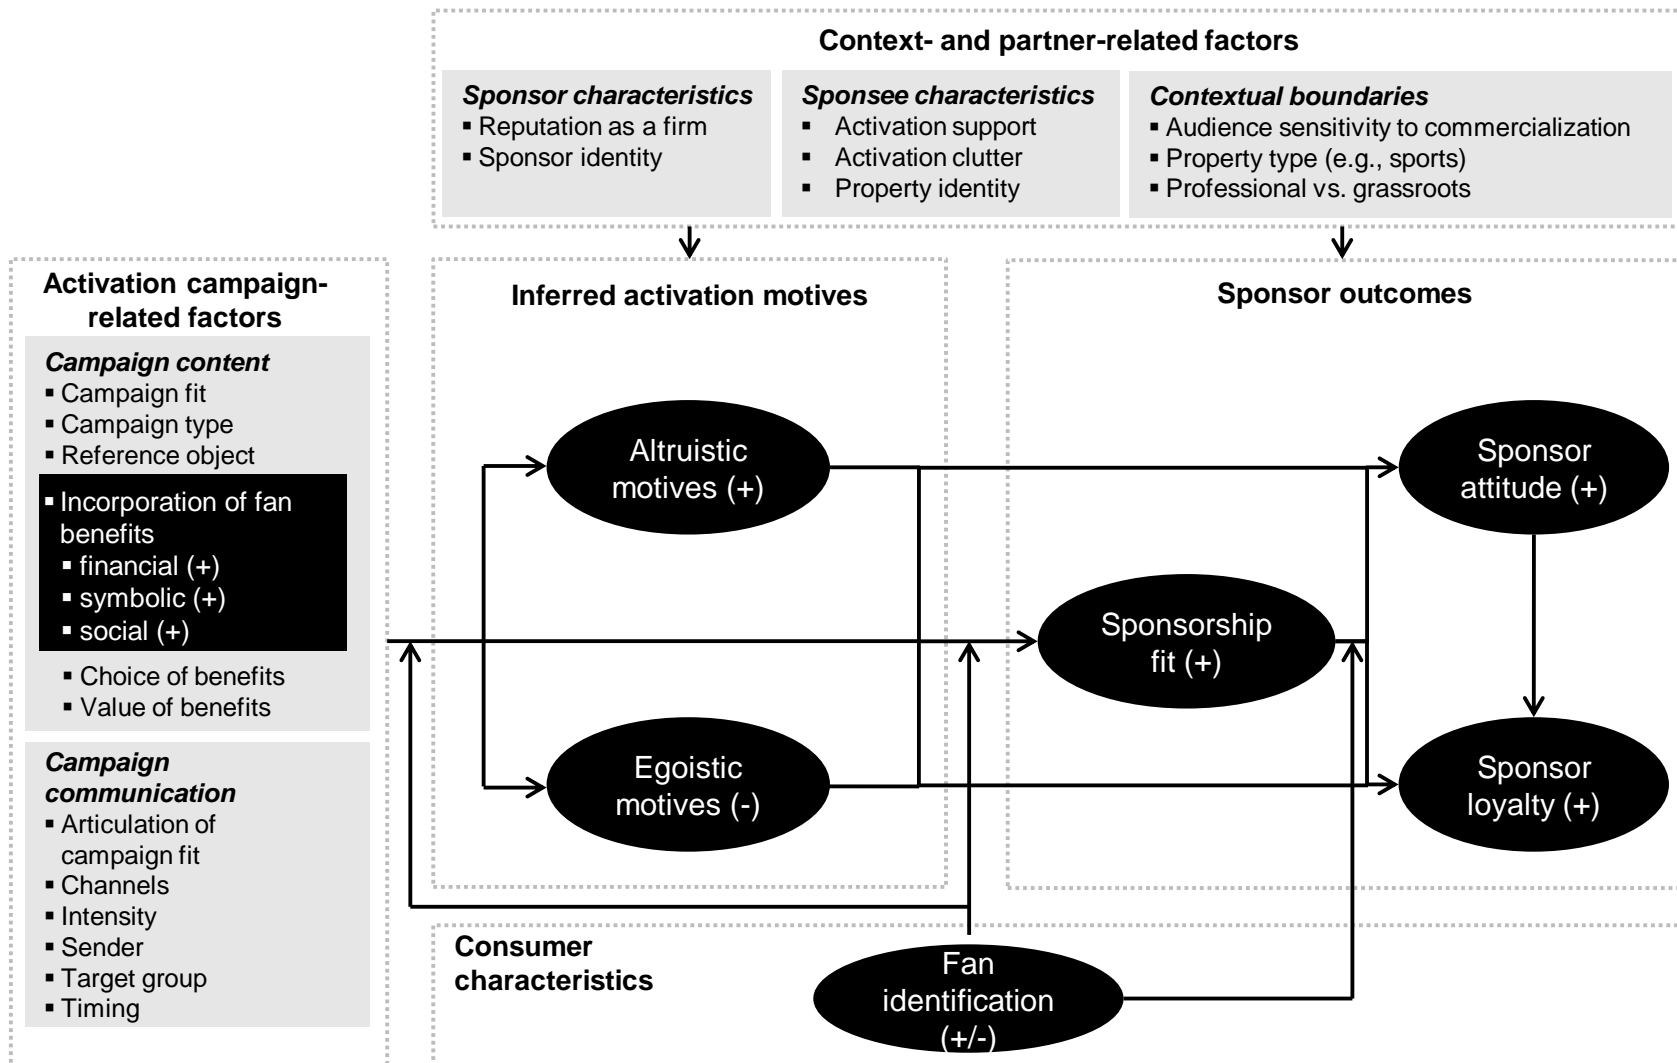 Context- and partner-related factors
Sponsor characteristics
▪ Reputation as a firm
▪ Sponsor identity
Sponsee characteristics
▪ Activation support
▪ Activation clutter
▪ Property identity
Contextual boundaries
▪ Audience sensitivity to commercialization
▪ Property type (e.g., sports)
▪ Professional vs. grassroots
Activation campaign-
related factors
Campaign content
▪ Campaign fit
▪ Campaign type
▪ Reference object
▪ Incorporation of fan
benefits
▪ financial (+)
▪ symbolic (+)
▪ social (+)
▪ Choice of benefits
▪ Value of benefits
Campaign
communication
▪ Articulation of
campaign fit
▪ Channels
▪ Intensity
▪ Sender
▪ Target group
▪ Timing
Inferred activation motives
Altruistic
motives (+)
Egoistic
motives (-)
Sponsor outcomes
Sponsorship
fit (+)
Sponsor
attitude (+)
Sponsor
loyalty (+)
Consumer
characteristics
Fan
identification
(+/-)